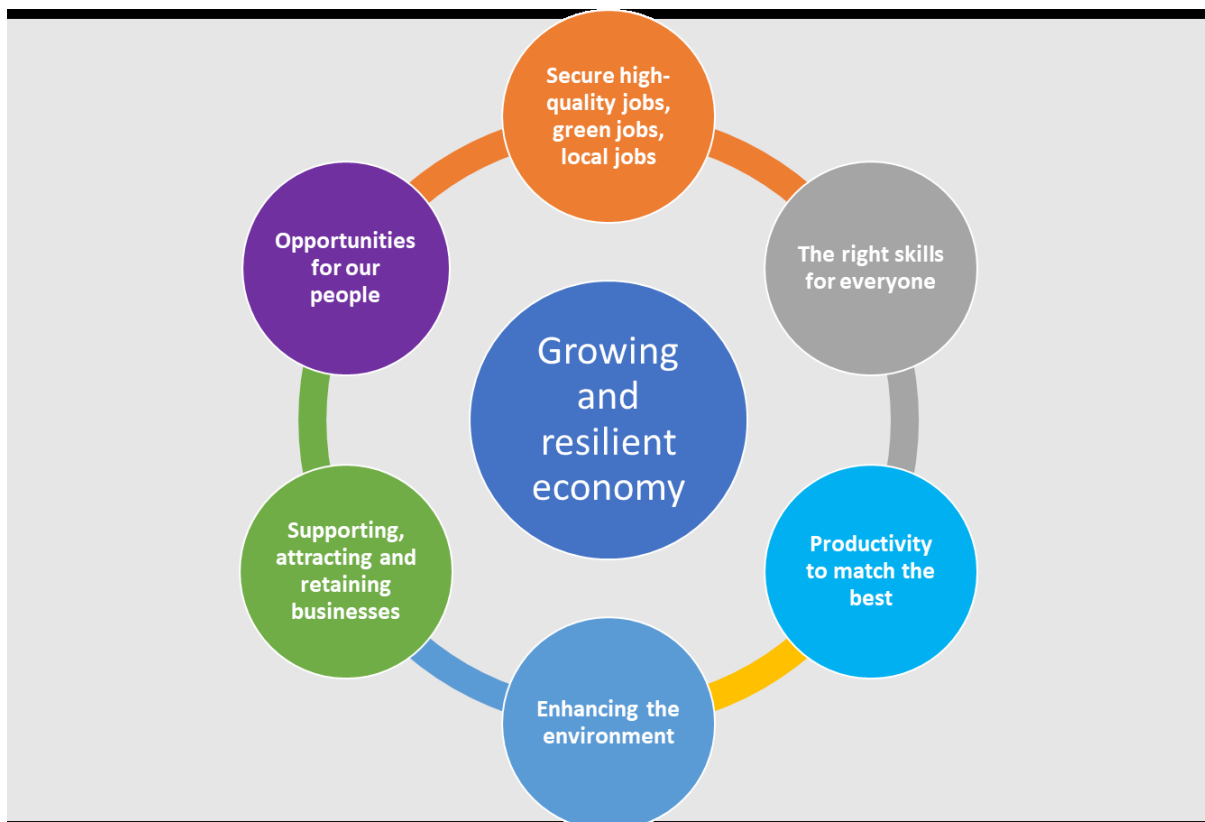 Secure high-
quality jobs,
green jobs,
local jobs
The right skills
for everyone
Productivity
to match the
best
Enhancing the
environment
Supporting,
attracting and
retaining
businesses
Opportunities
for our
people
Growing
and
resilient
economy